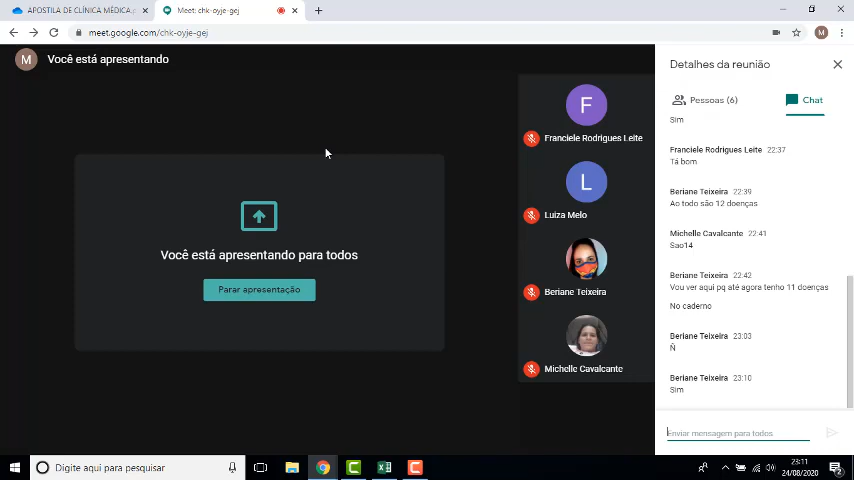 APOSTILA DE CLÍNICA MÉDICA.
Meet: chk-oyje-gej
meet.google.com/chk-oyje-gej
M
M
Você está apresentando
Detalhes da reunião
Pessoas (6)
Chat
Sim
Franciele Rodrigues Leite 22:37
Tá bom
Beriane Teixeira 22:39
Ao todo são 12 doenças
Michelle Cavalcante 22:41
Sao14
Beriane Teixeira 22:42
Vou ver aqui pq até agora tenho 11 doenças
No caderno
Beriane Teixeira 23:03
Ñ
Beriane Teixeira 23:10
Sim
Enviar mensagem para todos
F
Franciele Rodrigues Leite
L
Luiza Melo
Beriane Teixeira
Michelle Cavalcante
Você está apresentando para todos
Parar apresentação
Digite aqui para pesquisar
23:11
24/08/2020
2